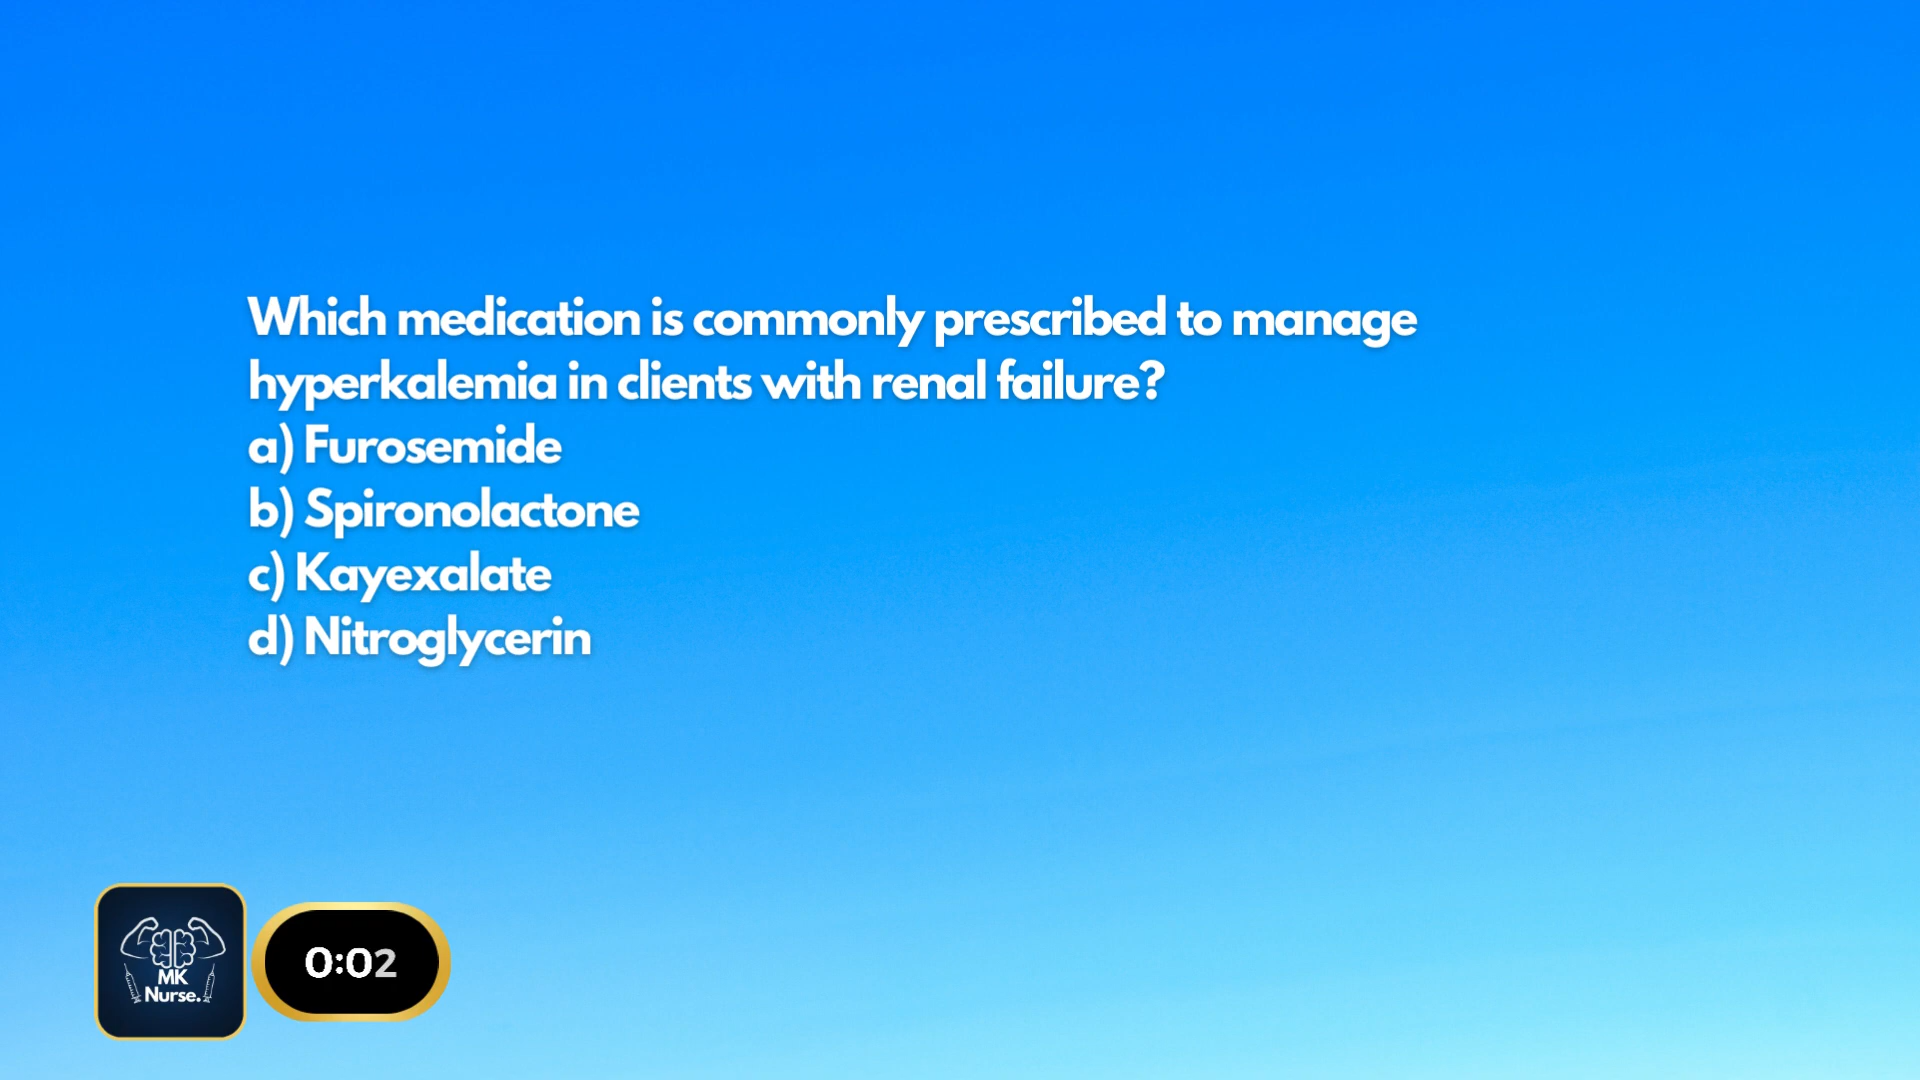 Which medication is commonly prescribed to manage
hyperkalemia in clients with renal failure?
a) Furosemide
b) Spironolactone
c) Kayexalate
d) Nitroglycerin
MK
Nurse.
0:02